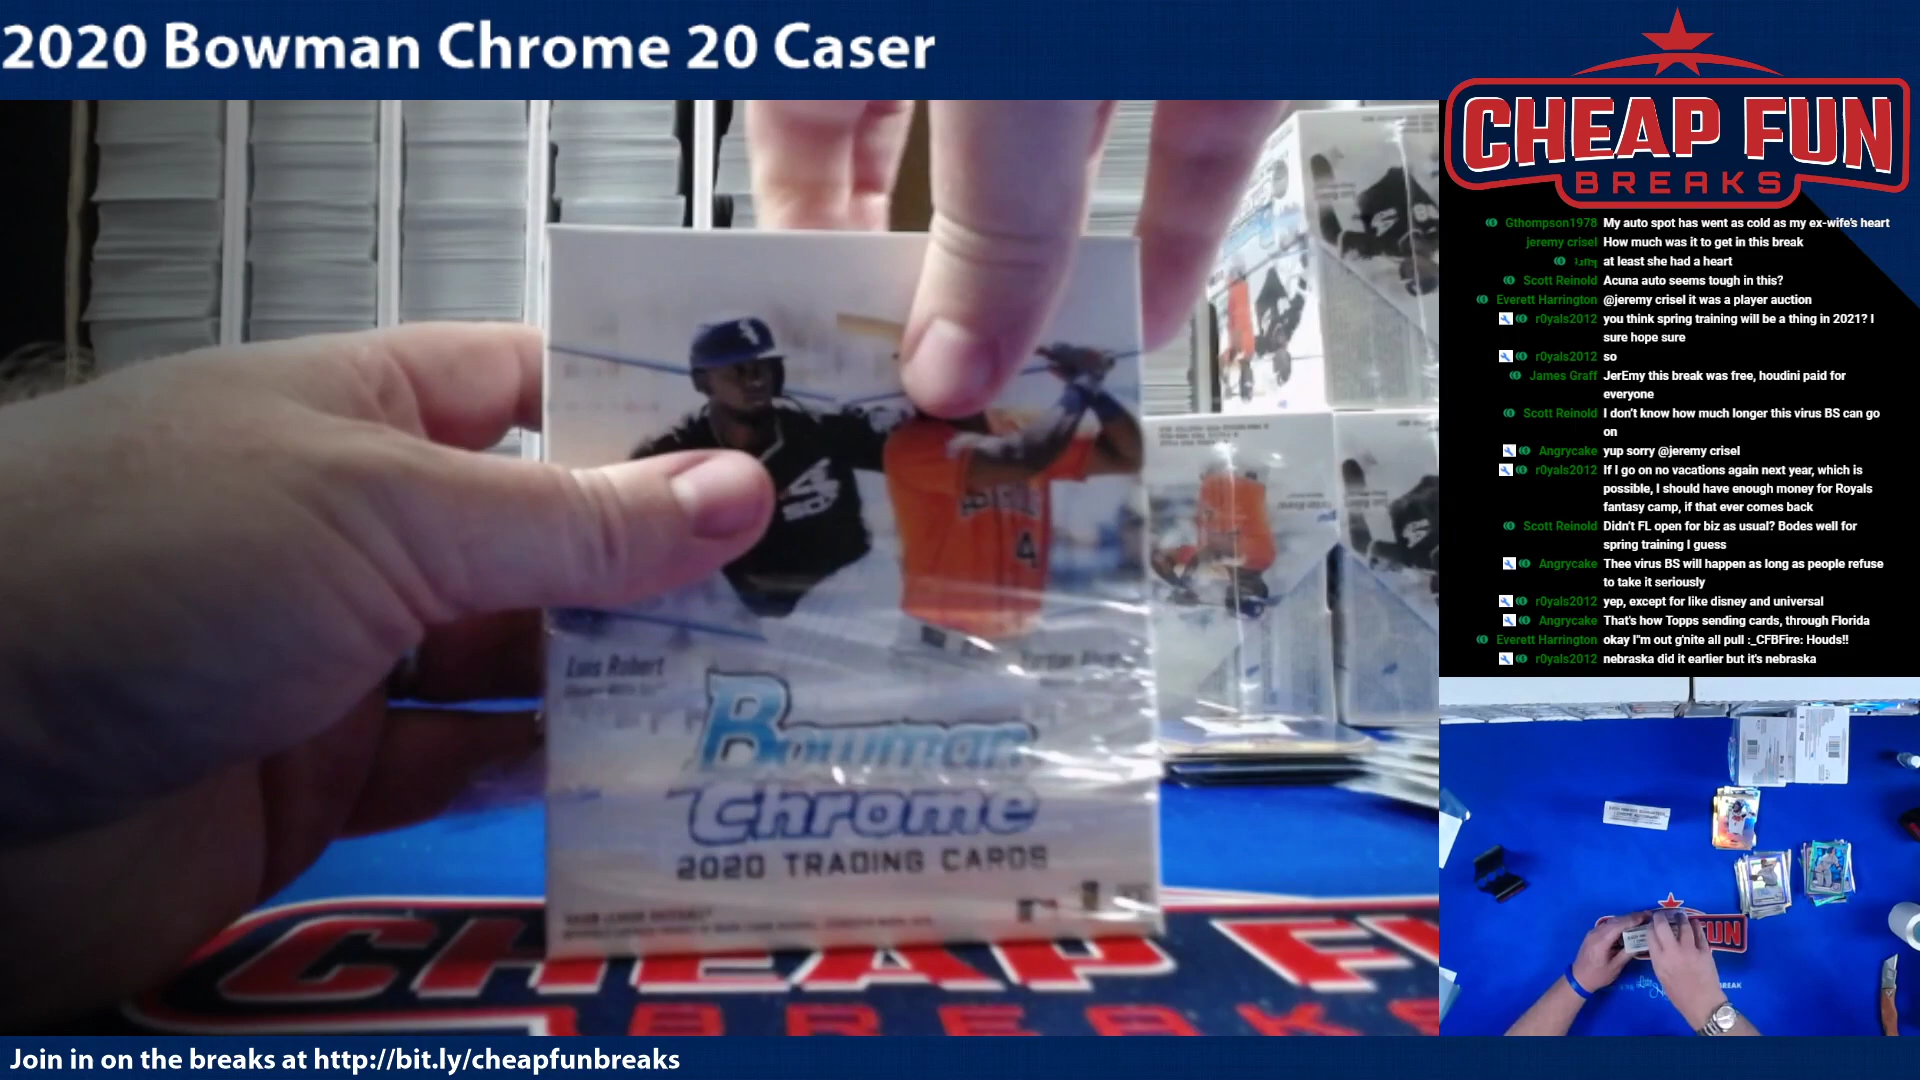 2020 Bowman Chrome 20 Caser
CHEAP FUN
BREAKS
Gthompson1978 My auto spot has went as cold as my ex-wife's heart
jeremy crisel How much was it to get in this break
at least she had a heart
Scott Reinold Acuna auto seems tough in this?
Everett Harrington @jeremy crisel it was a player auction
r0yals2012 you think spring training will be a thing in 2021? I
sure hope sure
r0yals2012 so
James Graff JerEmy this break was free, houdini paid for
everyone
Scott Reinold I don't know how much longer this virus BS can go
on
Angrycake yup sorry @jeremy crisel
r0yals2012 If I go on no vacations again next year, which is
possible, I should have enough money for Royals
fantasy camp, if that ever comes back
Scott Reinold Didn't FL open for biz as usual? Bodes well for
spring training I guess
Angrycake Thee virus BS will happen as long as people refuse
to take it seriously
r0yals2012 yep, except for like disney and universal
Angrycake That's how Topps sending cards, through Florida
Everett Harrington okay I"m out g'nite all pull :_CFBFire: Houds!!
r0yals2012 nebraska did it earlier but it's nebraska
Sox
4
Luis Robert
Bowman
Chrome
2020 TRADING CARDS
CHEAP FU
BREAKS
UN
BREAK
Join in on the breaks at http://bit.ly/cheapfunbreaks